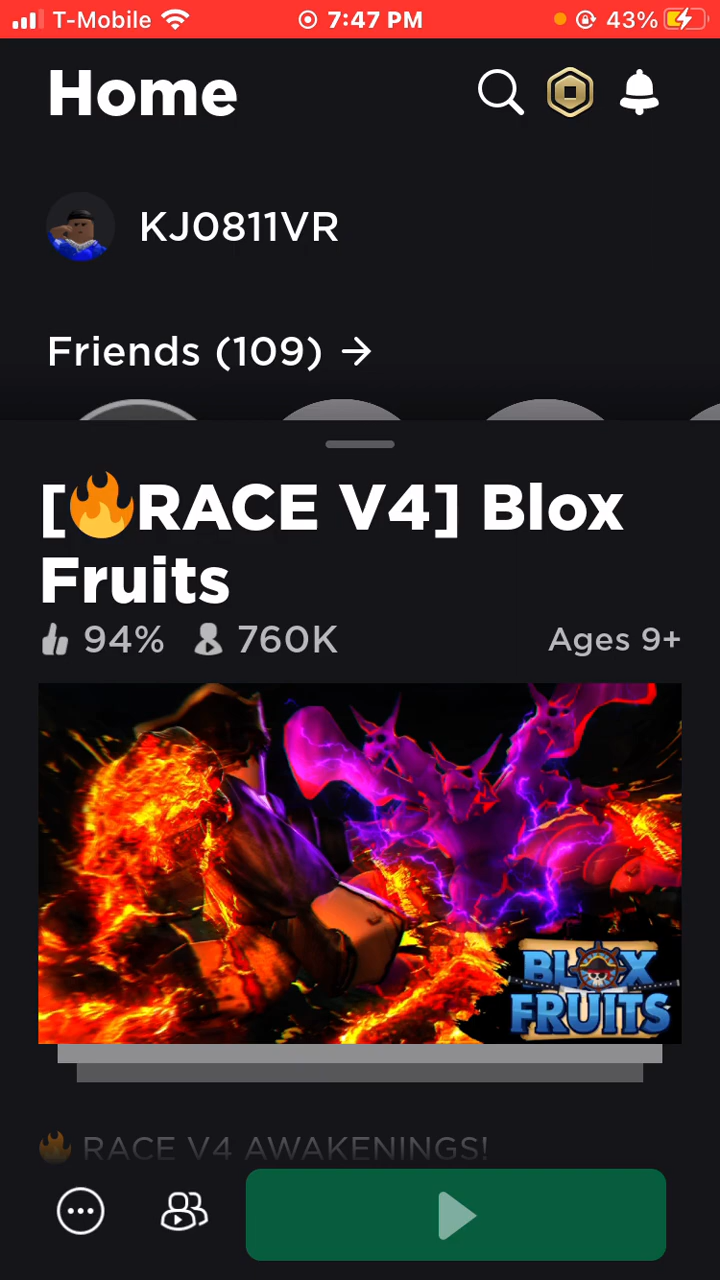 T-Mobile 7:47 PM 43%
Home
KJ0811VR
Friends (109) →
[🔥RACE V4] Blox
Fruits
94% 760K Ages 9+
BLOX
FRUITS
🔥 RACE V4 AWAKENINGS!